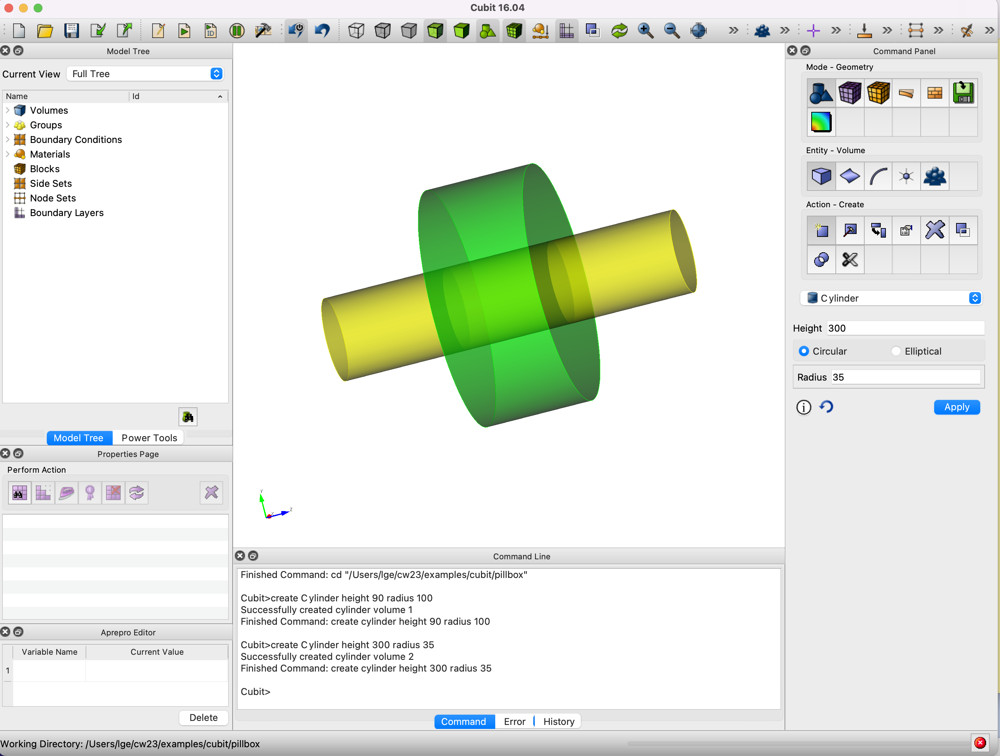 Cubit 16.04
Model Tree
Current View
Full Tree
Name
Id
Volumes
Groups
Boundary Conditions
Materials
Blocks
Side Sets
Node Sets
Boundary Layers
Model Tree
Power Tools
Properties Page
Perform Action
Aprepro Editor
Variable Name
Current Value
1
Delete
Y
X
Z
Command Line
Finished Command: cd "/Users/lge/cw23/examples/cubit/pillbox"
Cubit>create Cylinder height 90 radius 100
Successfully created cylinder volume 1
Finished Command: create cylinder height 90 radius 100
Cubit>create Cylinder height 300 radius 35
Successfully created cylinder volume 2
Finished Command: create cylinder height 300 radius 35
Cubit>
Command
Error
History
Command Panel
Mode - Geometry
Entity - Volume
Action - Create
Cylinder
Height 300
Circular
Elliptical
Radius 35
Apply
Working Directory: /Users/lge/cw23/examples/cubit/pillbox
ID